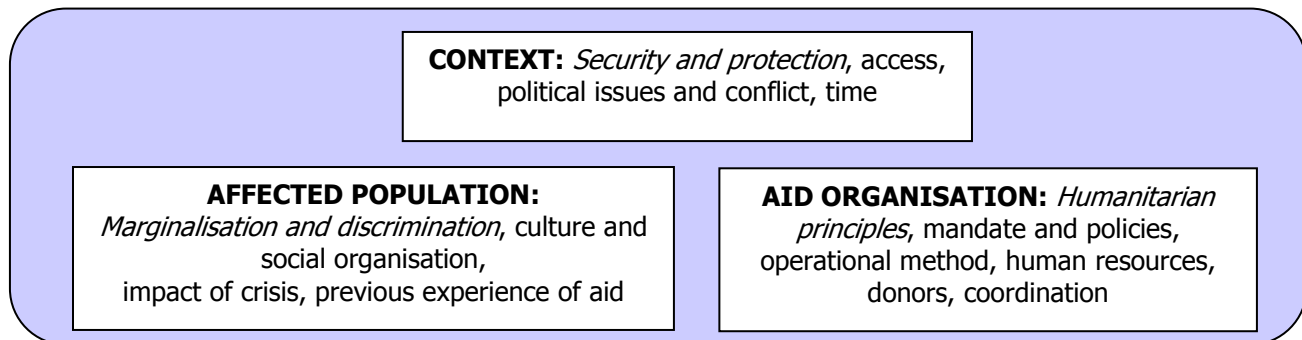 CONTEXT: Security and protection, access,
political issues and conflict, time
AFFECTED POPULATION:
Marginalisation and discrimination, culture and
social organisation,
impact of crisis, previous experience of aid
AID ORGANISATION: Humanitarian
principles, mandate and policies,
operational method, human resources,
donors, coordination